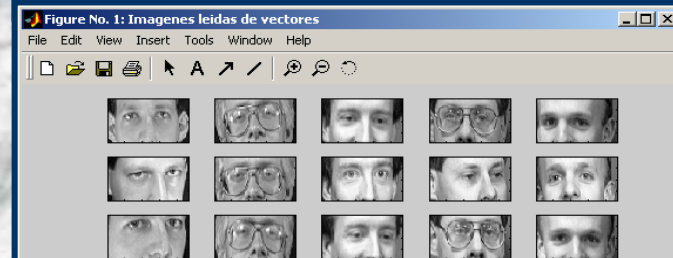 Figure No. 1: Imagenes leidas de vectores
File Edit View Insert Tools Window Help
A